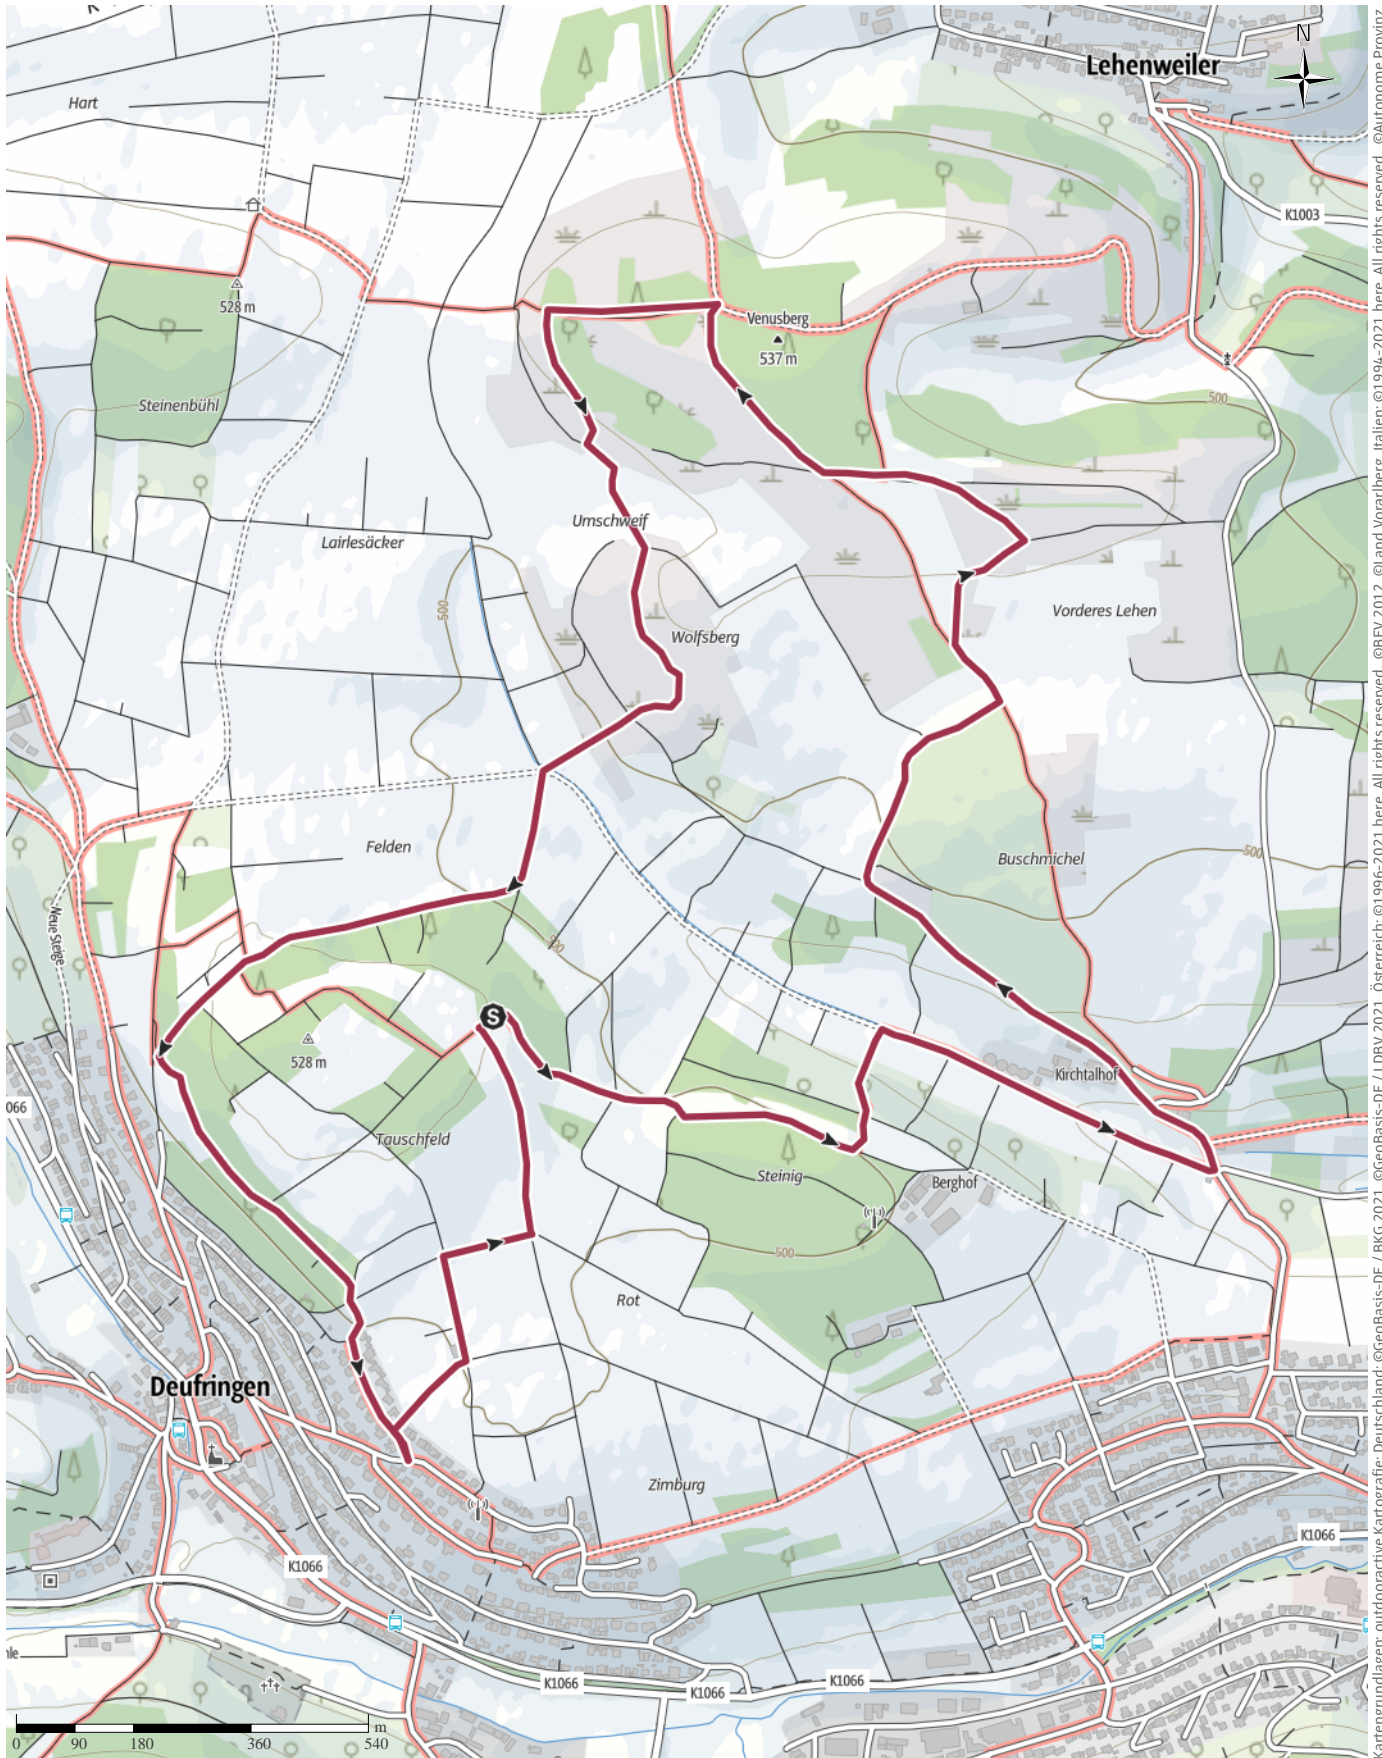 Lehenweiler
N
Hart
K1003
528 m
Venusberg
537 m
Steinenbühl
500
Umschweif
Lairlesäcker
500
Vorderes Lehen
Wolfsberg
Felden
Buschmichel
500
Neue Steige
500
S
528 m
Kirchtalhof
066
Tauschfeld
Steinig
Berghof
500
Rot
Deufringen
Zimburg
K1066
K1066
K1066
K1066
K1066
m
0 90 180 360 540
artengrundlagen: outdooractive Kartografie; Deutschland: ©GeoBasis-DE / BKG 2021, ©GeoBasis-DE / LDBV 2021, Österreich: ©1996-2021 here. All rights reserved., ©BEV 2012, ©Land Vorarlberg, Italien: ©1994-2021 here. All rights reserved., ©Autonome Provinz